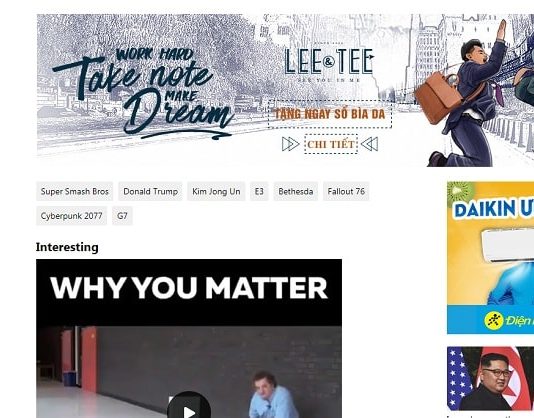 WORK HARD
Take note
MAKE
Dream
LEE&TEE
SEE YOU IN ME
TẶNG NGAY SỔ BÌA DA
CHI TIẾT
Super Smash Bros
Donald Trump
Kim Jong Un
E3
Bethesda
Fallout 76
Cyberpunk 2077
G7
DAIKIN U
Điện
Interesting
WHY YOU MATTER